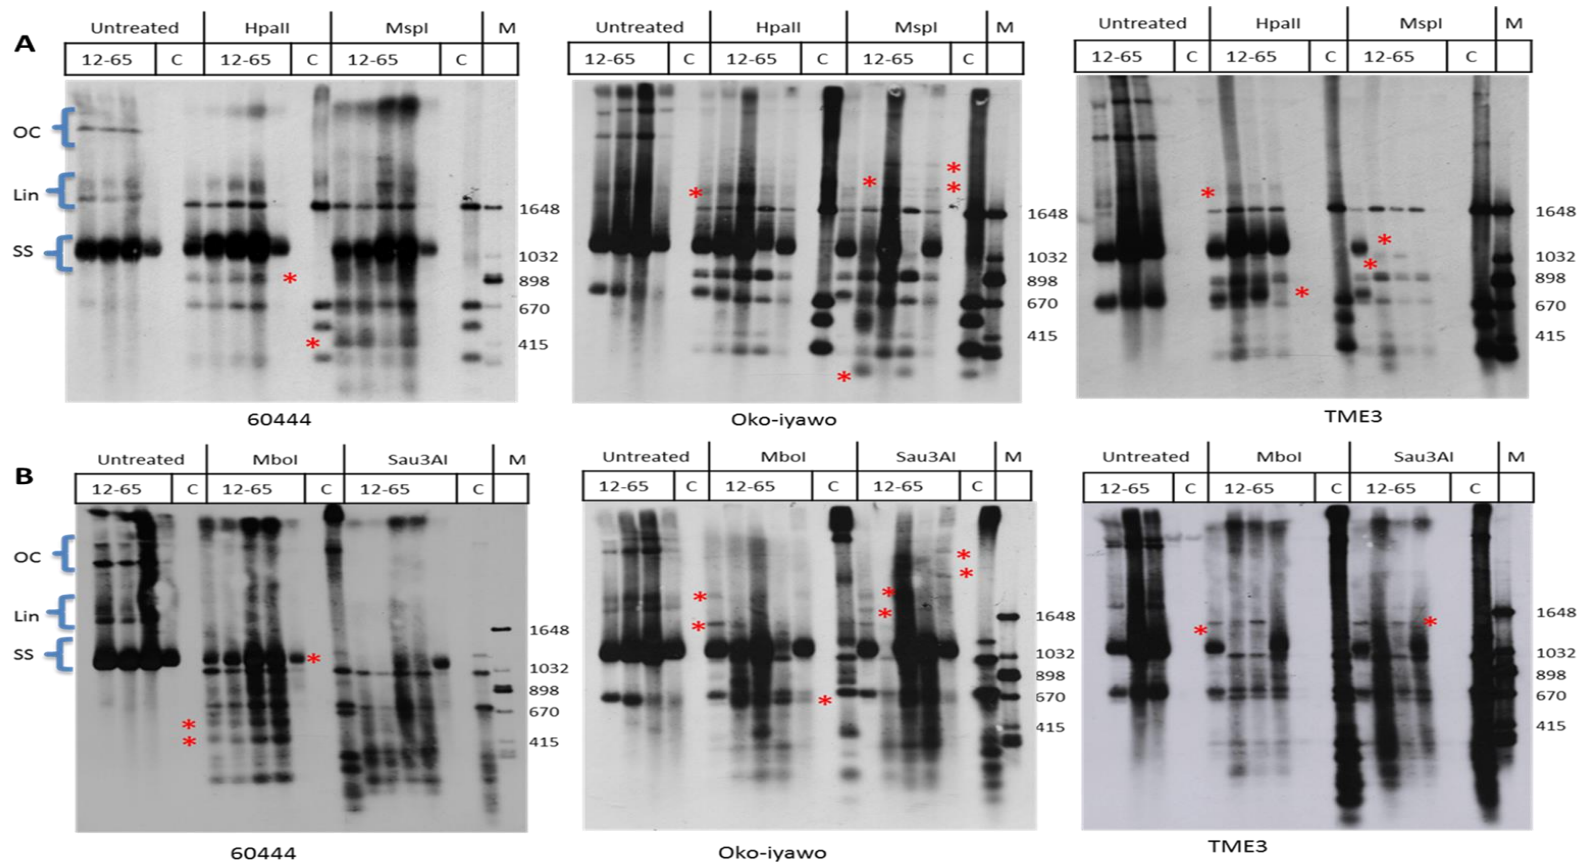 A
Untreated HpaII MspI M
12-65 C 12-65 C 12-65 C
Untreated HpaII MspI M
12-65 C 12-65 C 12-65 C
Untreated HpaII MspI M
12-65 C 12-65 C 12-65 C
OC
Lin
SS
1648
1032
898
670
415
1648
1032
898
670
415
1648
1032
898
670
415
*
*
*
*
*
*
*
*
*
*
*
60444
Oko-iyawo
TME3
B
Untreated MboI Sau3AI M
12-65 C 12-65 C 12-65 C
Untreated MboI Sau3AI M
12-65 C 12-65 C 12-65 C
Untreated MboI Sau3AI M
12-65 C 12-65 C 12-65 C
OC
Lin
SS
1648
1032
898
670
415
1648
1032
898
670
415
1648
1032
898
670
415
*
*
*
*
*
*
*
*
*
*
*
*
60444
Oko-iyawo
TME3